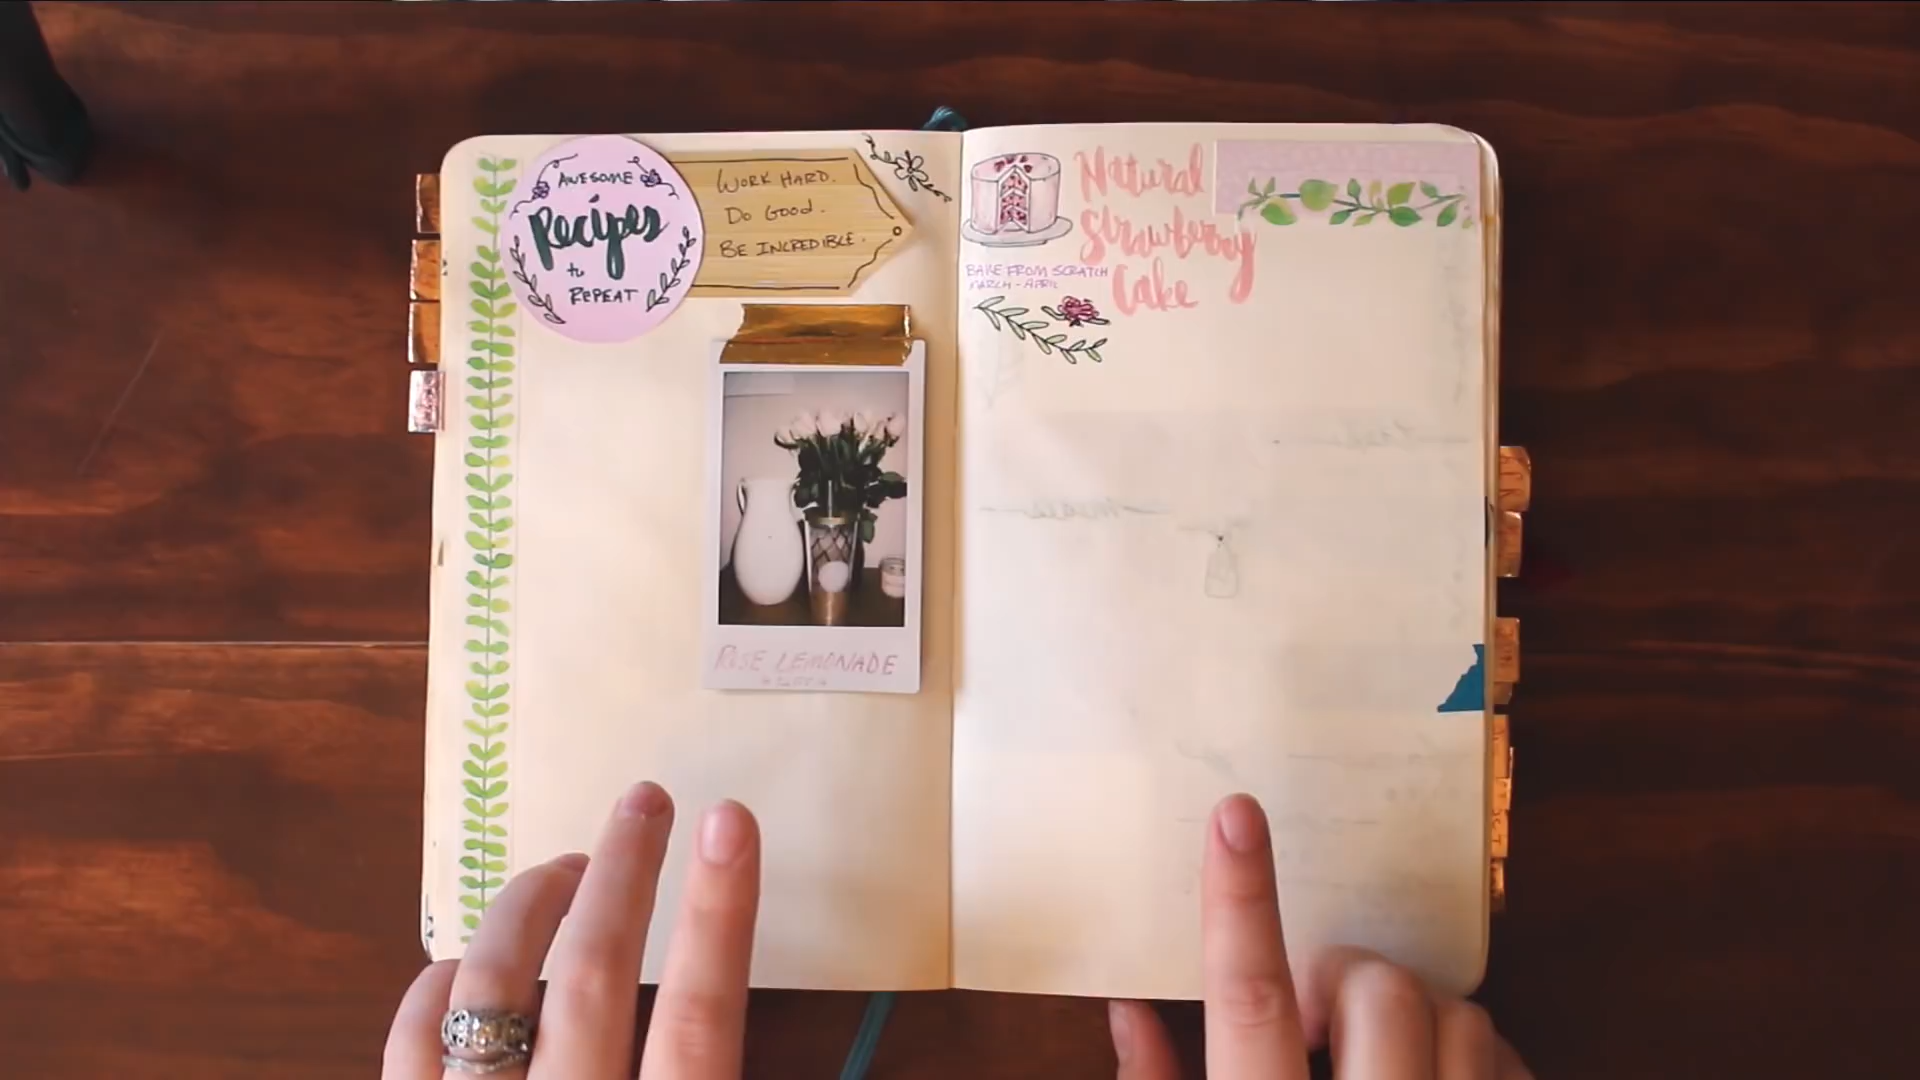 AWESOME
Recipes
to
REPEAT
WORK HARD.
DO GOOD.
BE INCREDIBLE.
ROSE LEMONADE
Natural
Strawberry
Cake
BAKE FROM SCRATCH
MARCH - APRIL